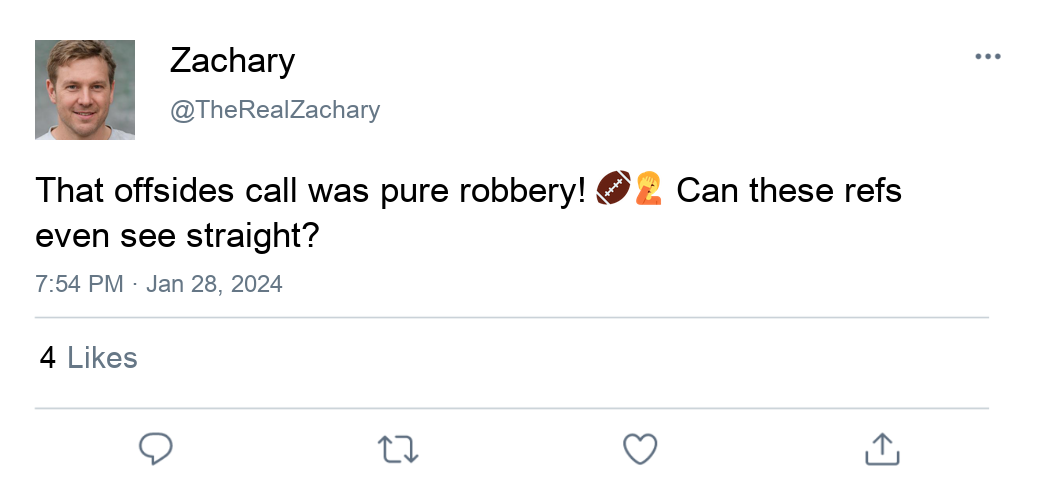 Zachary
@TheRealZachary
That offsides call was pure robbery! 🏈🤦 Can these refs
even see straight?
7:54 PM · Jan 28, 2024
4 Likes